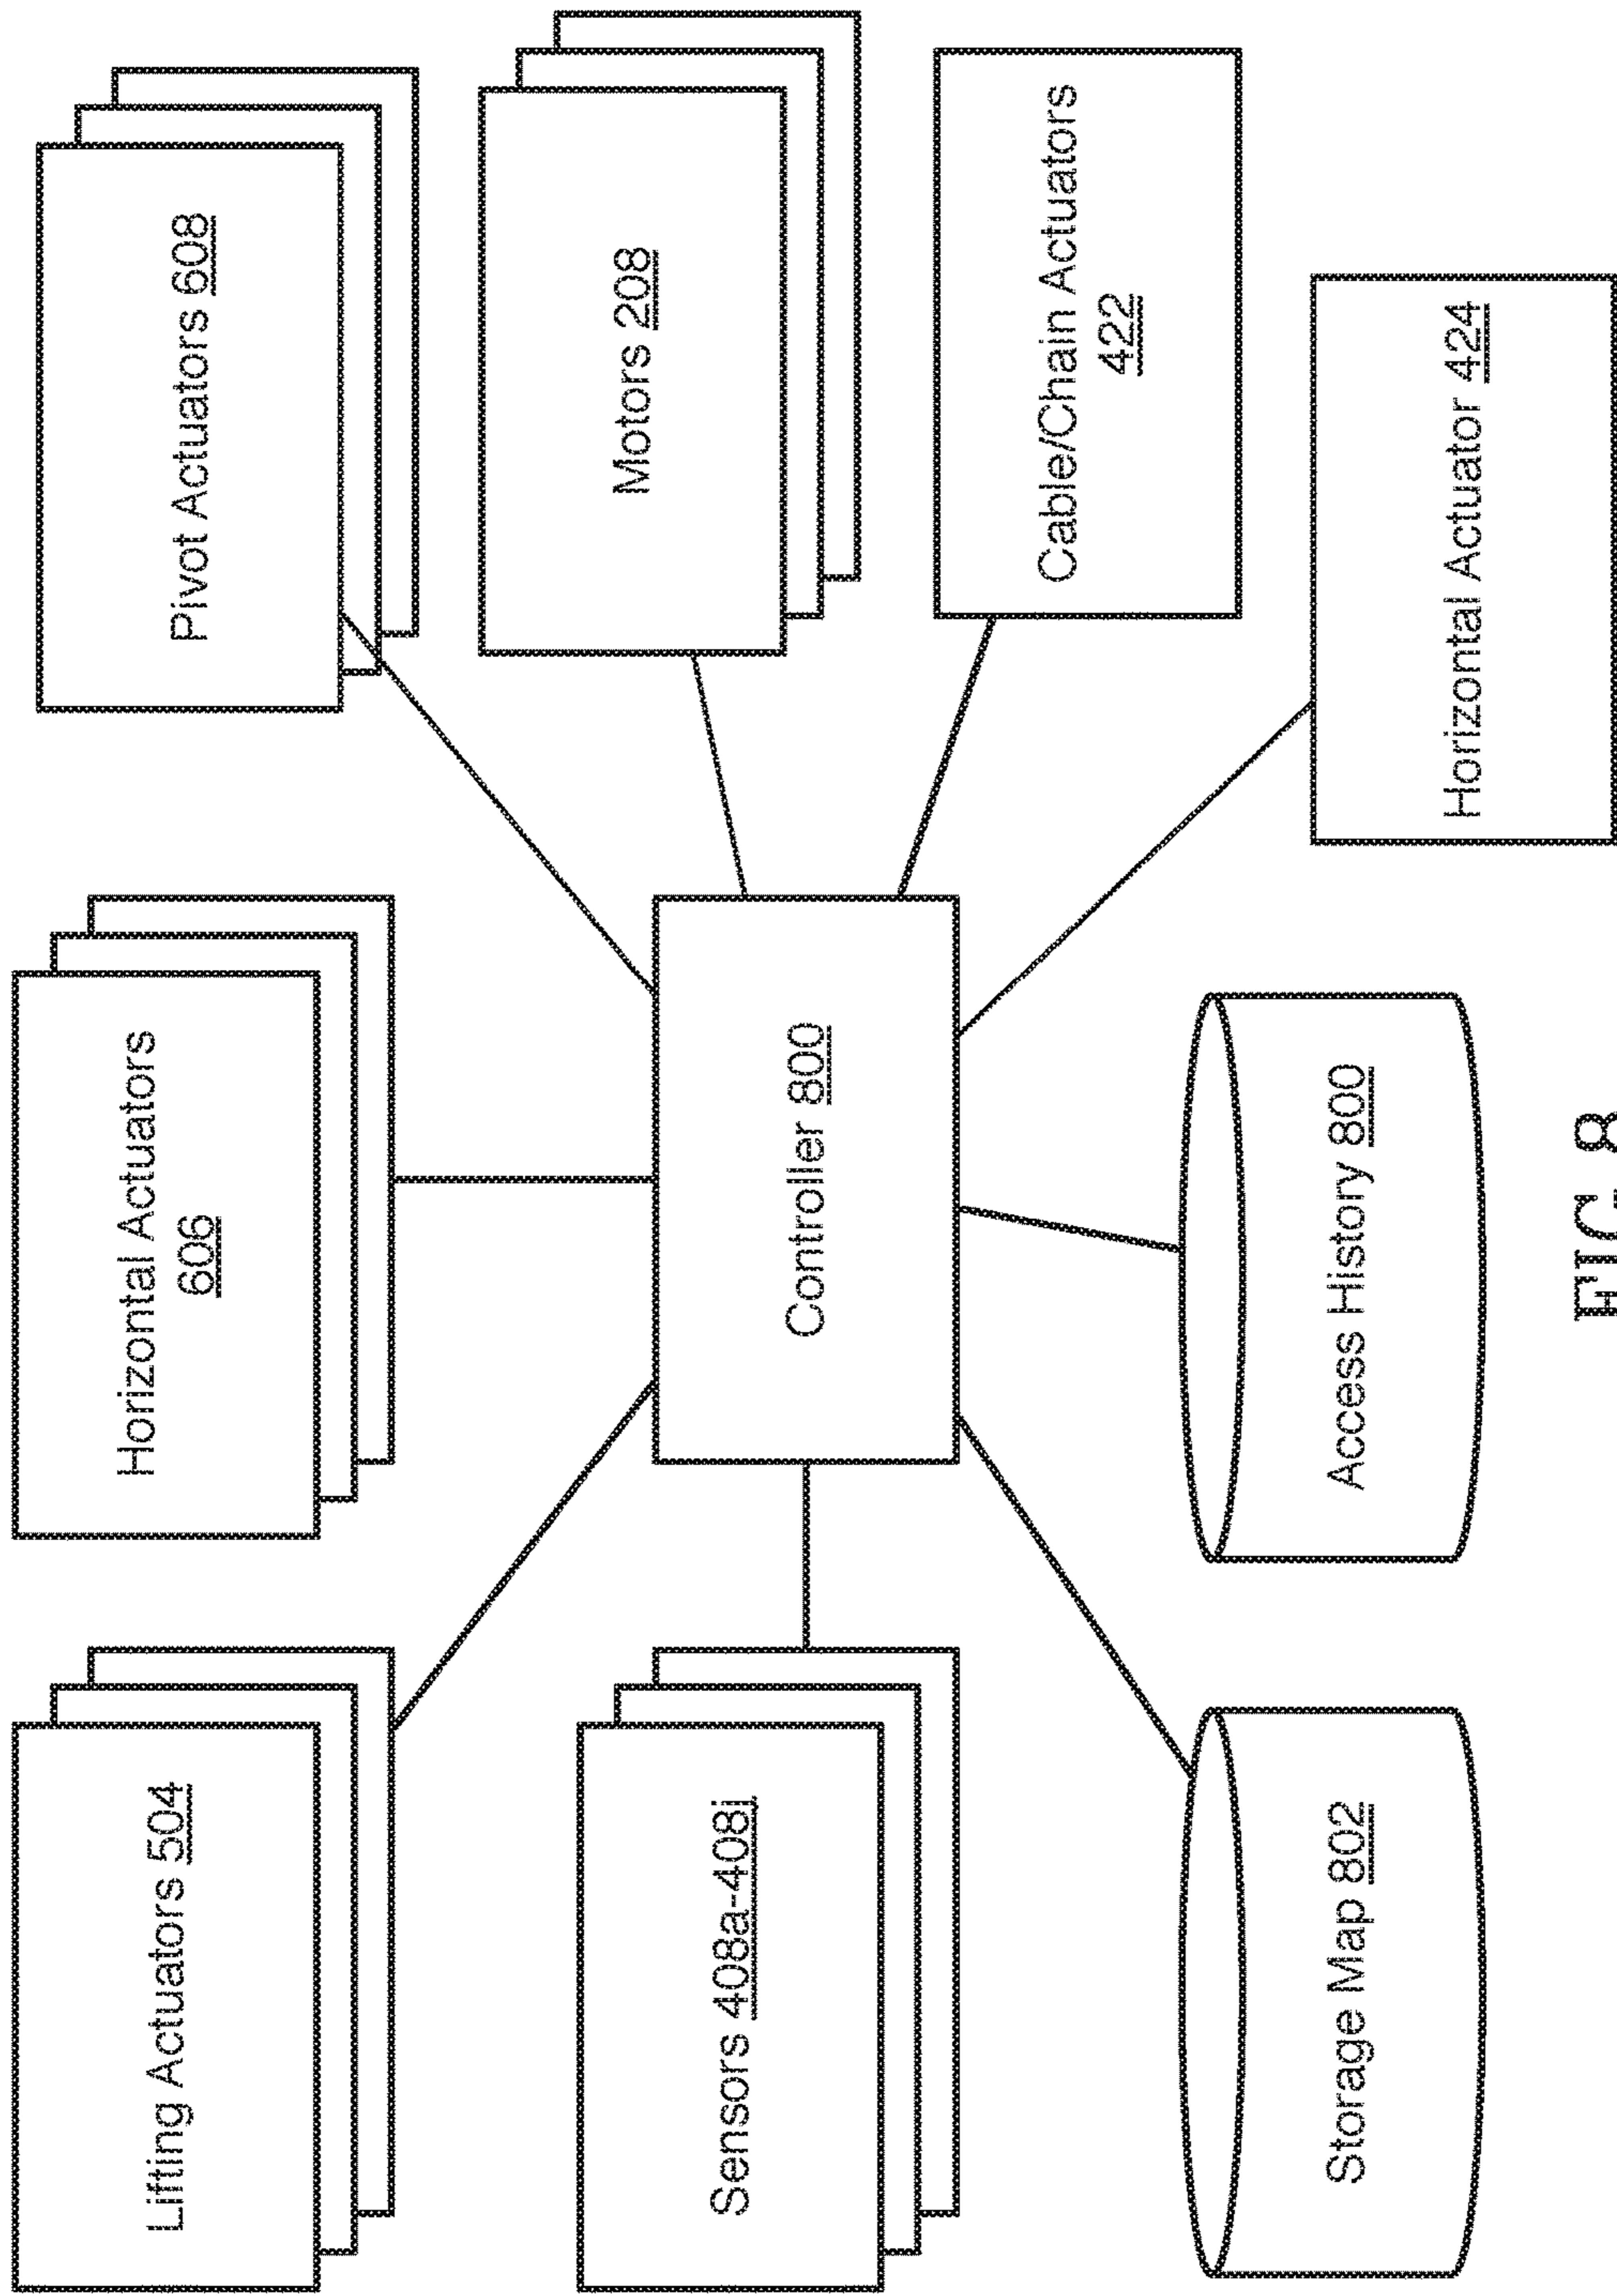 Lifting Actuators 504
Horizontal Actuators
606
Pivot Actuators 608
Sensors 408a-408i
Controller 800
Motors 208
Cable/Chain Actuators
422
Storage Map 802
Access History 800
Horizontal Actuator 424
FIG. 8